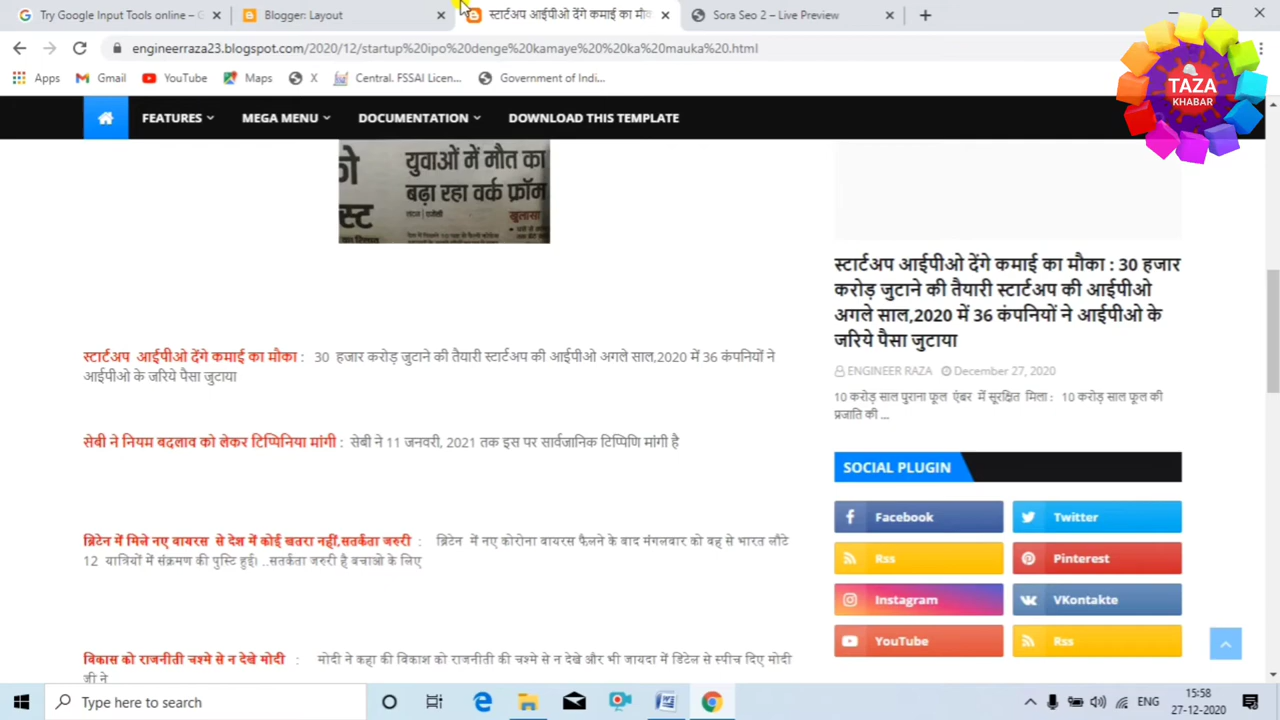 Try Google Input Tools online –
Blogger: Layout
स्टार्टअप आईपीओ देंगे कमाई का मौक
Sora Seo 2 – Live Preview
engineerraza23.blogspot.com/2020/12/startup%20ipo%20denge%20kamaye%20%20ka%20mauka%20.html
Apps
Gmail
YouTube
Maps
X
Central. FSSAI Licen...
Government of Indi...
TAZA
KHABAR
FEATURES
MEGA MENU
DOCUMENTATION
DOWNLOAD THIS TEMPLATE
को
स्ट
युवाओं में मौत का
बढ़ा रहा वर्क फ्रॉम
खुलासा
स्टार्टअप आईपीओ देंगे कमाई का मौका : 30 हजार करोड़ जुटाने की तैयारी स्टार्टअप की आईपीओ अगले साल,2020 में 36 कंपनियों ने
आईपीओ के जरिये पैसा जुटाया
सेबी ने नियम बदलाव को लेकर टिप्पिनिया मांगी : सेबी ने 11 जनवरी, 2021 तक इस पर सार्वजानिक टिप्पिणि मांगी है
ब्रिटेन में मिले नए वायरस से देश में कोई खतरा नहीं,सतर्कता जरुरी : ब्रिटेन में नए कोरोना वायरस फैलने के बाद मंगलबार को वह से भारत लौटे
12 यात्रियों में संक्रमण की पुस्टि हुई। ..सतर्कता जरुरी है बचाओ के लिए
विकास को राजनीती चश्मे से न देखे मोदी : मोदी ने कहा की विकाश को राजनीती की चश्मे से न देखे और भी जायदा में डिटेल से स्पीच दिए मोदी
जी ने
स्टार्टअप आईपीओ देंगे कमाई का मौका : 30 हजार
करोड़ जुटाने की तैयारी स्टार्टअप की आईपीओ
अगले साल,2020 में 36 कंपनियों ने आईपीओ के
जरिये पैसा जुटाया
ENGINEER RAZA December 27, 2020
10 करोड़ साल पुराना फूल एंबर में सुरक्षित मिला : 10 करोड़ साल फूल की
प्रजाति की ...
SOCIAL PLUGIN
Facebook
Twitter
Rss
Pinterest
Instagram
VKontakte
YouTube
Rss
Type here to search
ENG
15:58
27-12-2020